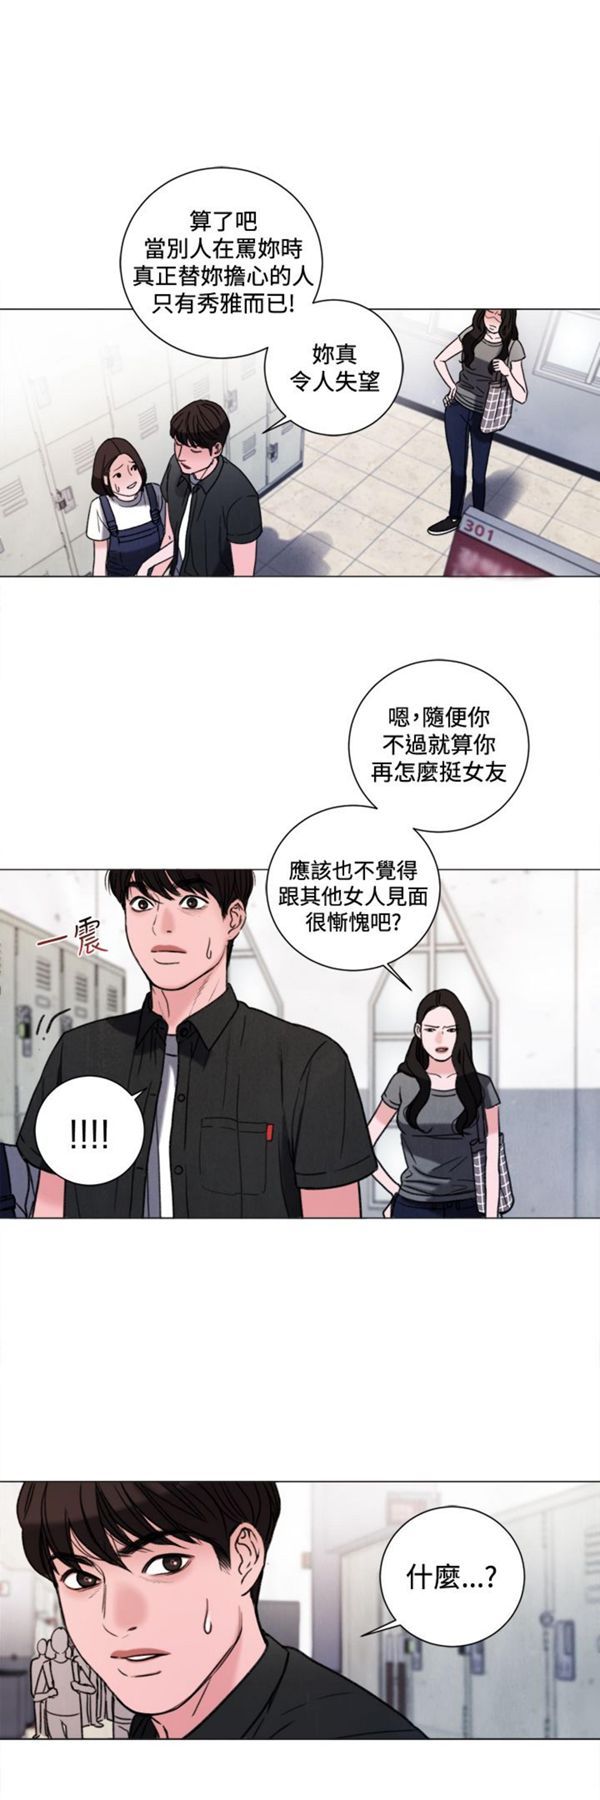 算了吧
當別人在罵妳時
真正替妳擔心的人
只有秀雅而已!
妳真
令人失望
301
嗯,隨便你
不過就算你
再怎麼挺女友
應該也不覺得
跟其他女人見面
很慚愧吧?
一震
!!!!
什麼...?